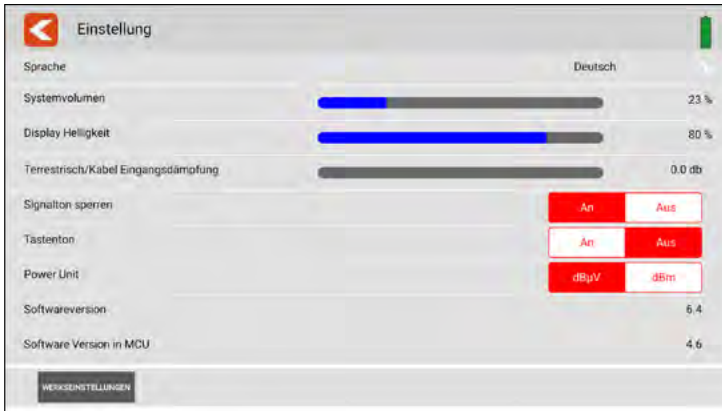 Einstellung
Sprache Deutsch
Systemvolumen 23 %
Display Helligkeit 80 %
Terrestrisch/Kabel Eingangsdämpfung 0.0 db
Signalton sperren An Aus
Tastenton An Aus
Power Unit dBµV dBm
Softwareversion 6.4
Software Version in MCU 4.6
WERKSEINSTELLUNGEN